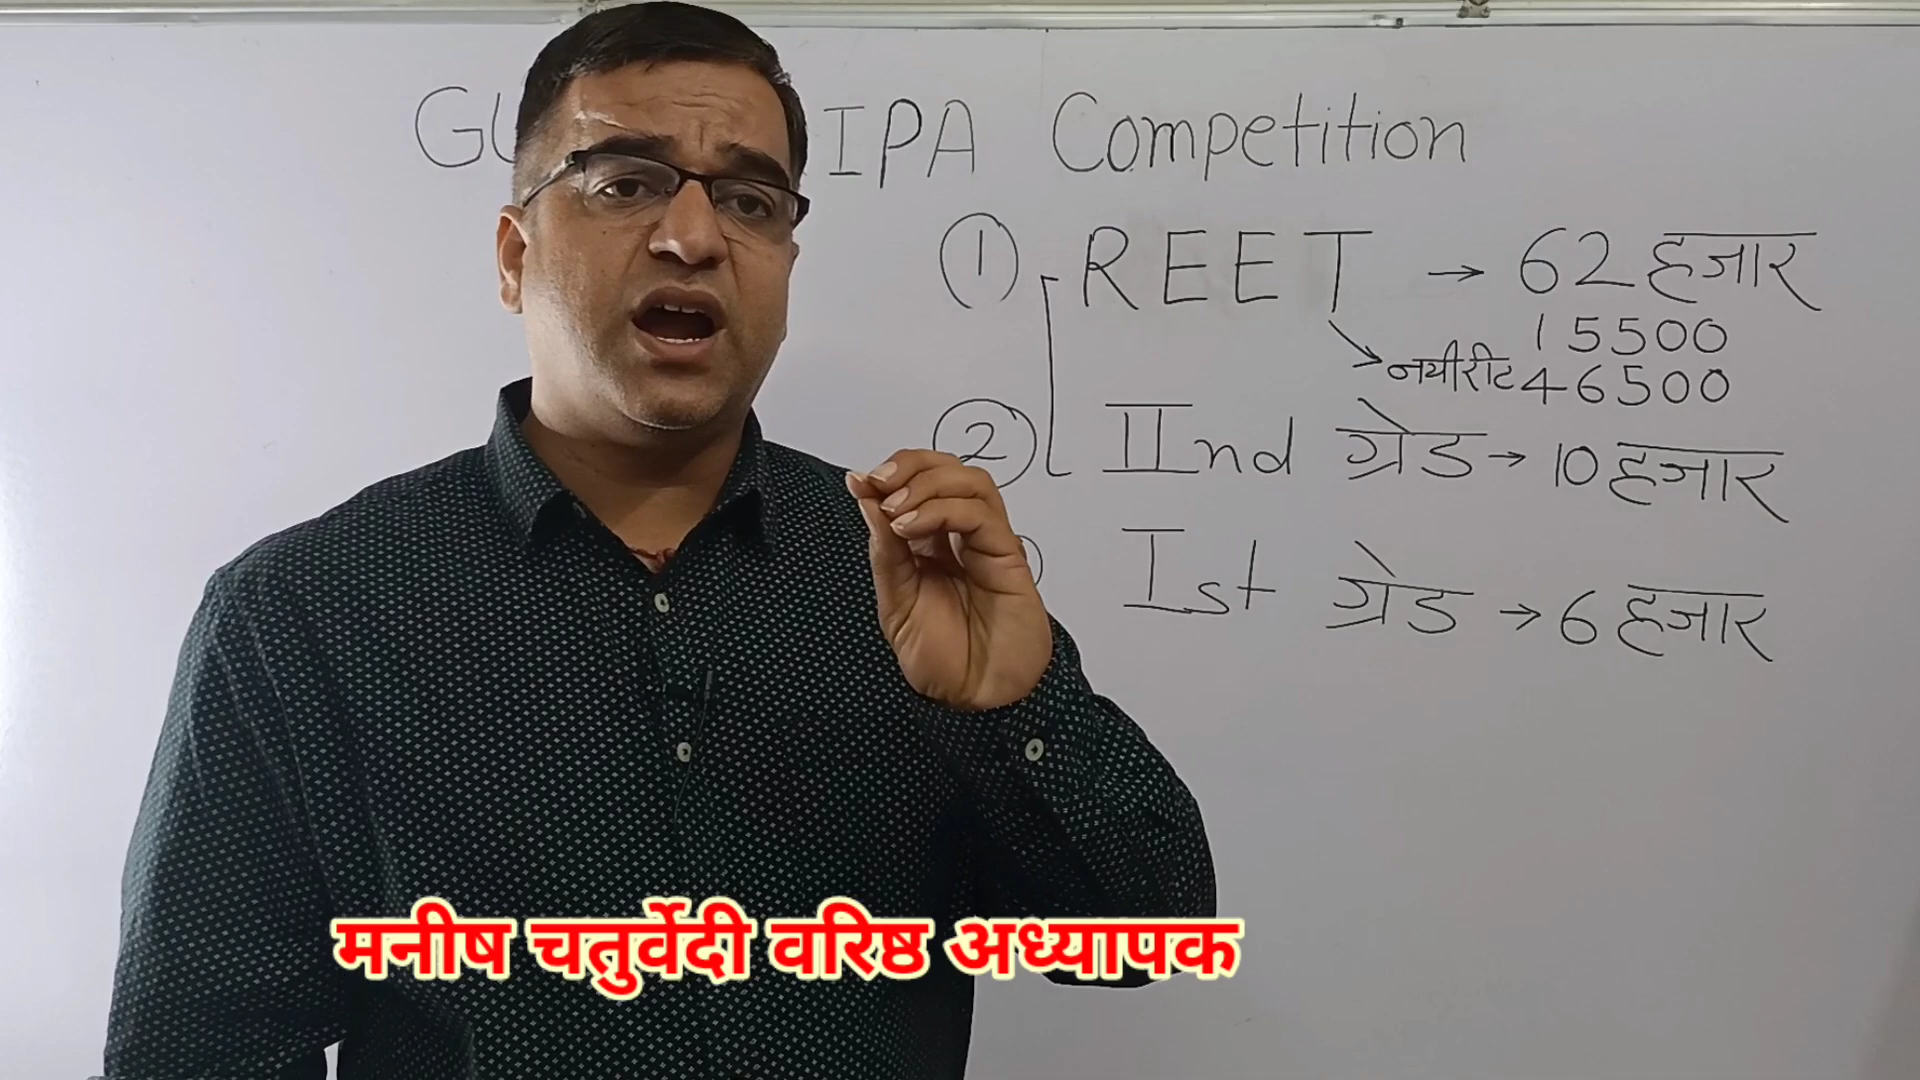 IPA Competition
① REET → 62 हजार
15500
→ नयी रीट 46500
② IInd ग्रेड → 10 हजार
Ist ग्रेड → 6 हजार
मनीष चतुर्वेदी वरिष्ठ अध्यापक